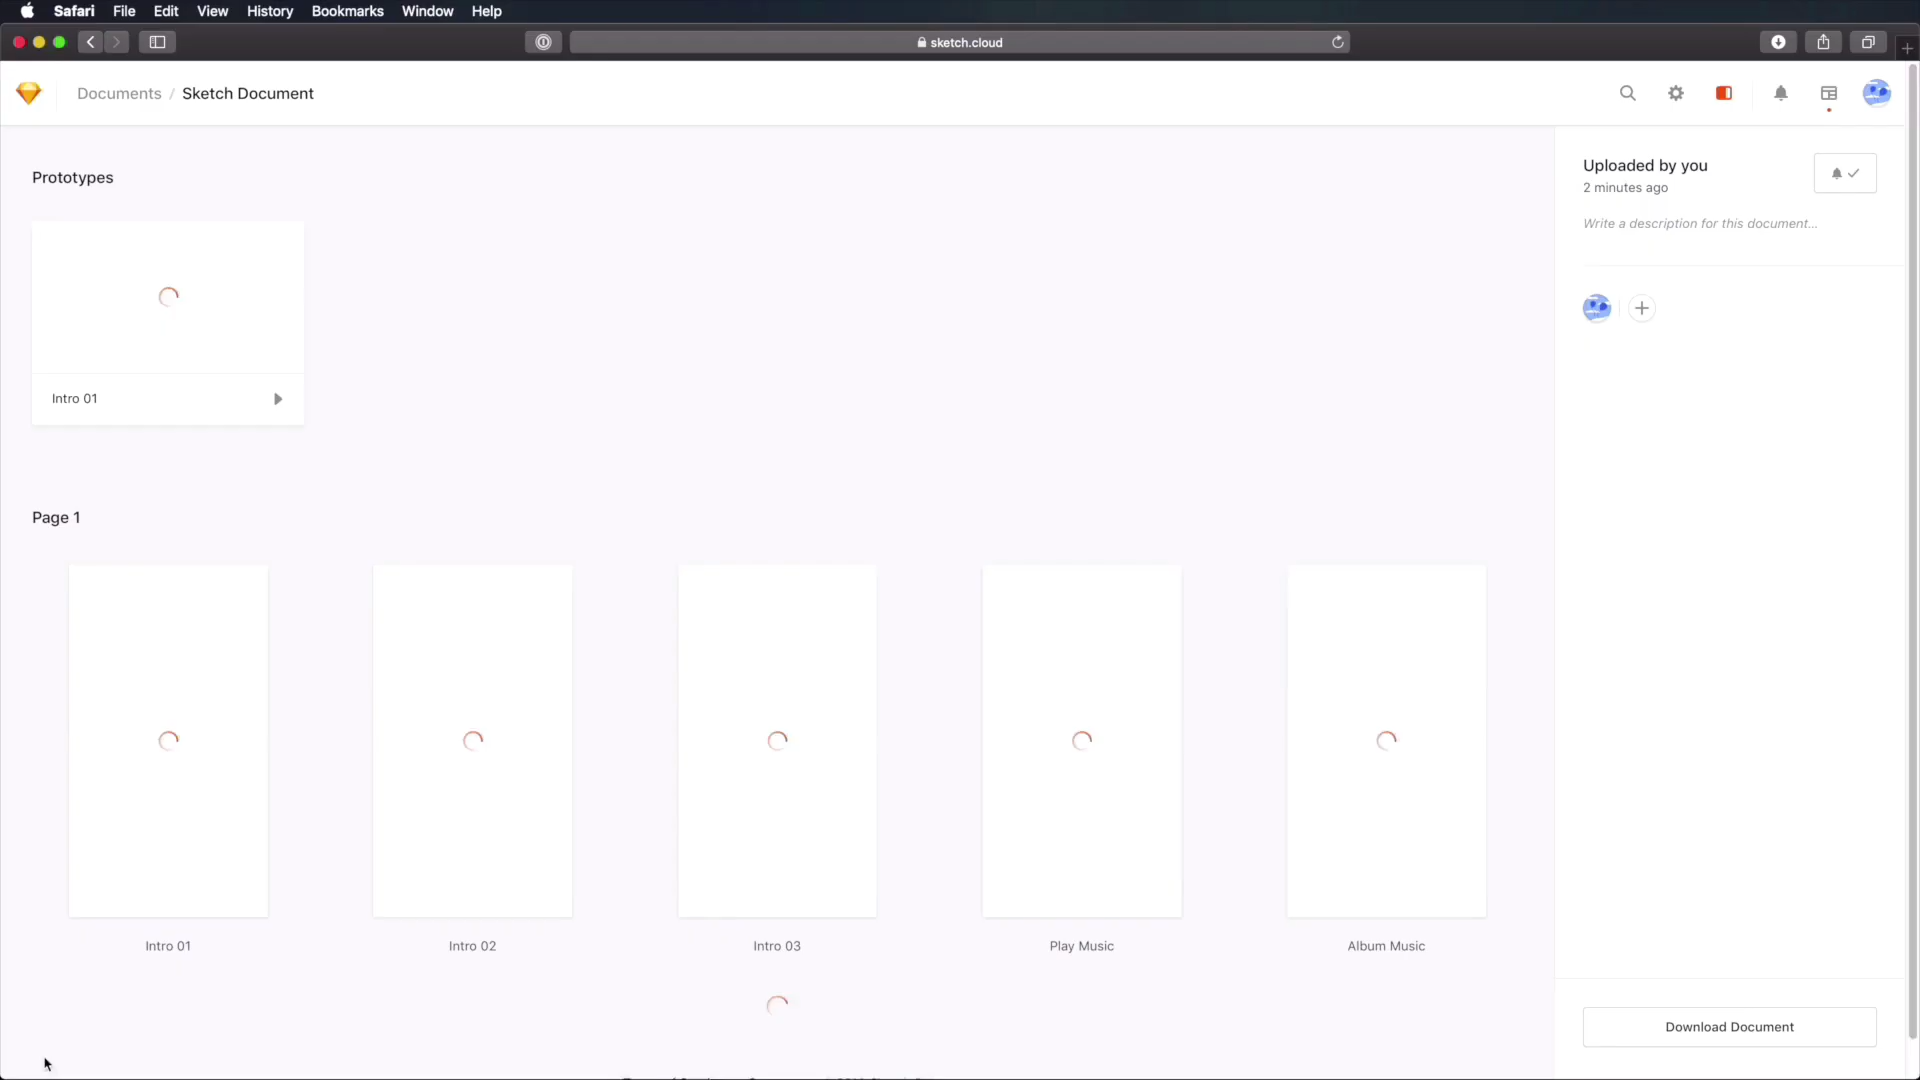 Safari File Edit View History Bookmarks Window Help
sketch.cloud
Documents / Sketch Document
Prototypes
Intro 01
Page 1
Intro 01 Intro 02 Intro 03 Play Music Album Music
Uploaded by you
2 minutes ago
Write a description for this document...
Download Document